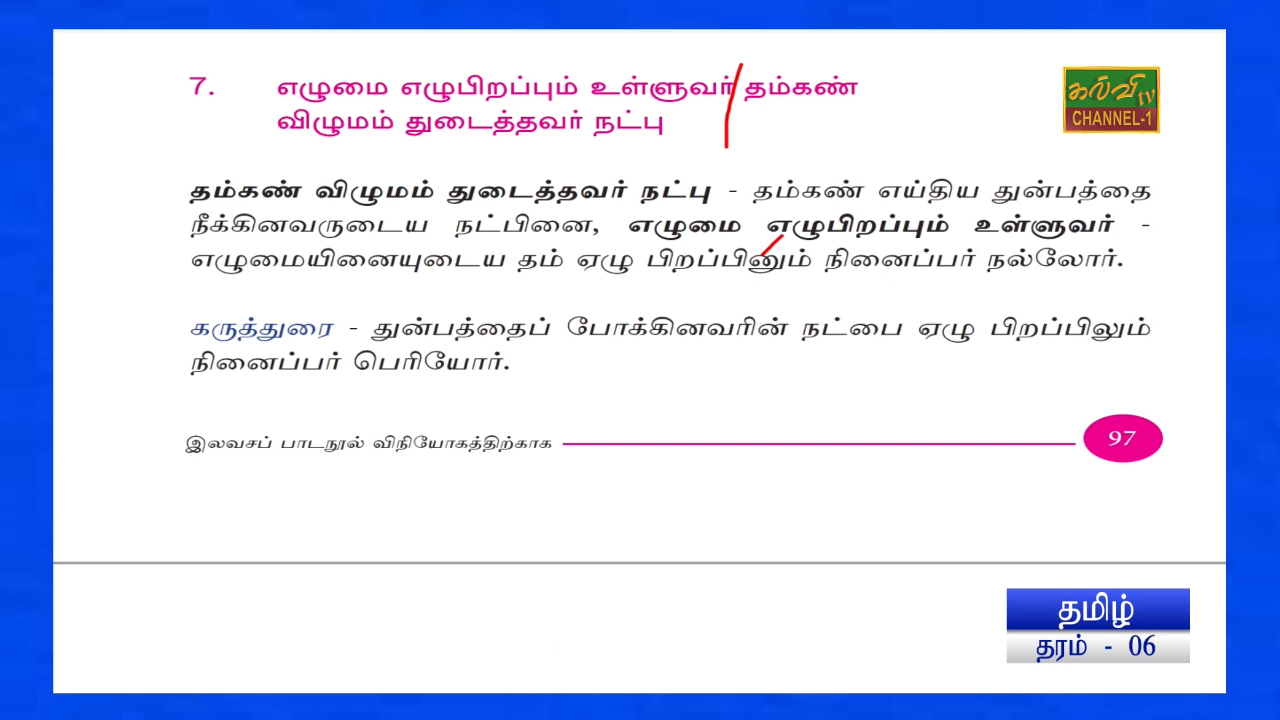 7. எழுமை எழுபிறப்பும் உள்ளுவர் தம்கண்
விழுமம் துடைத்தவர் நட்பு
கல்வி tv
CHANNEL-1
தம்கண் விழுமம் துடைத்தவர் நட்பு - தம்கண் எய்திய துன்பத்தை
நீக்கினவருடைய நட்பினை, எழுமை எழுபிறப்பும் உள்ளுவர் -
எழுமையினையுடைய தம் ஏழு பிறப்பினும் நினைப்பர் நல்லோர்.
கருத்துரை - துன்பத்தைப் போக்கினவரின் நட்பை ஏழு பிறப்பிலும்
நினைப்பர் பெரியோர்.
இலவசப் பாடநூல் விநியோகத்திற்காக 97
தமிழ்
தரம் - 06